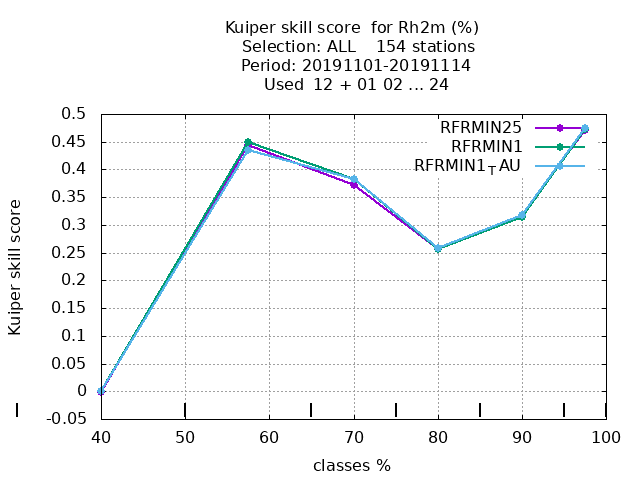 Kuiper skill score  for Rh2m (%)
Selection: ALL    154 stations
Period: 20191101-20191114
Used  12 + 01 02 ... 24
RFRMIN25
RFRMIN1
RFRMIN1TAU
0.5
0.45
0.4
0.35
0.3
0.25
0.2
0.15
0.1
0.05
0
-0.05
Kuiper skill score
40 50 60 70 80 90 100
classes %